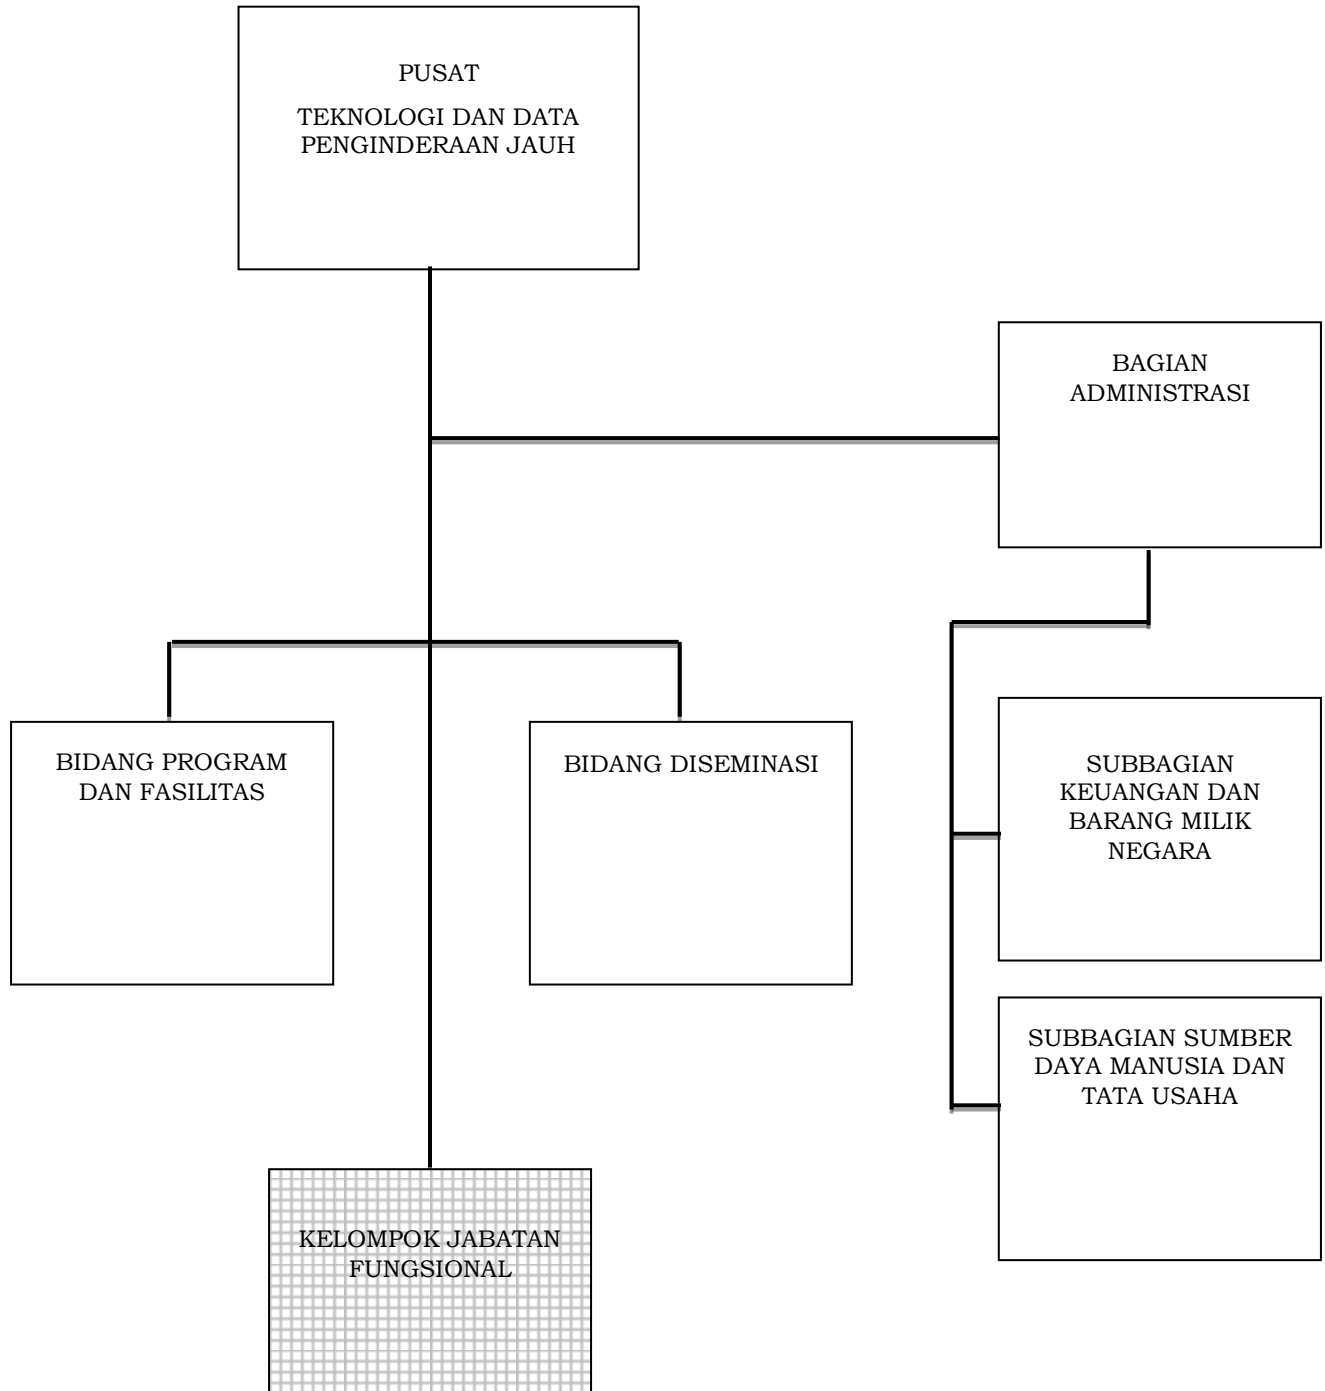 PUSAT
TEKNOLOGI DAN DATA
PENGINDERAAN JAUH
BAGIAN
ADMINISTRASI
BIDANG PROGRAM
DAN FASILITAS
BIDANG DISEMINASI
SUBBAGIAN
KEUANGAN DAN
BARANG MILIK
NEGARA
SUBBAGIAN SUMBER
DAYA MANUSIA DAN
TATA USAHA
KELOMPOK JABATAN
FUNGSIONAL